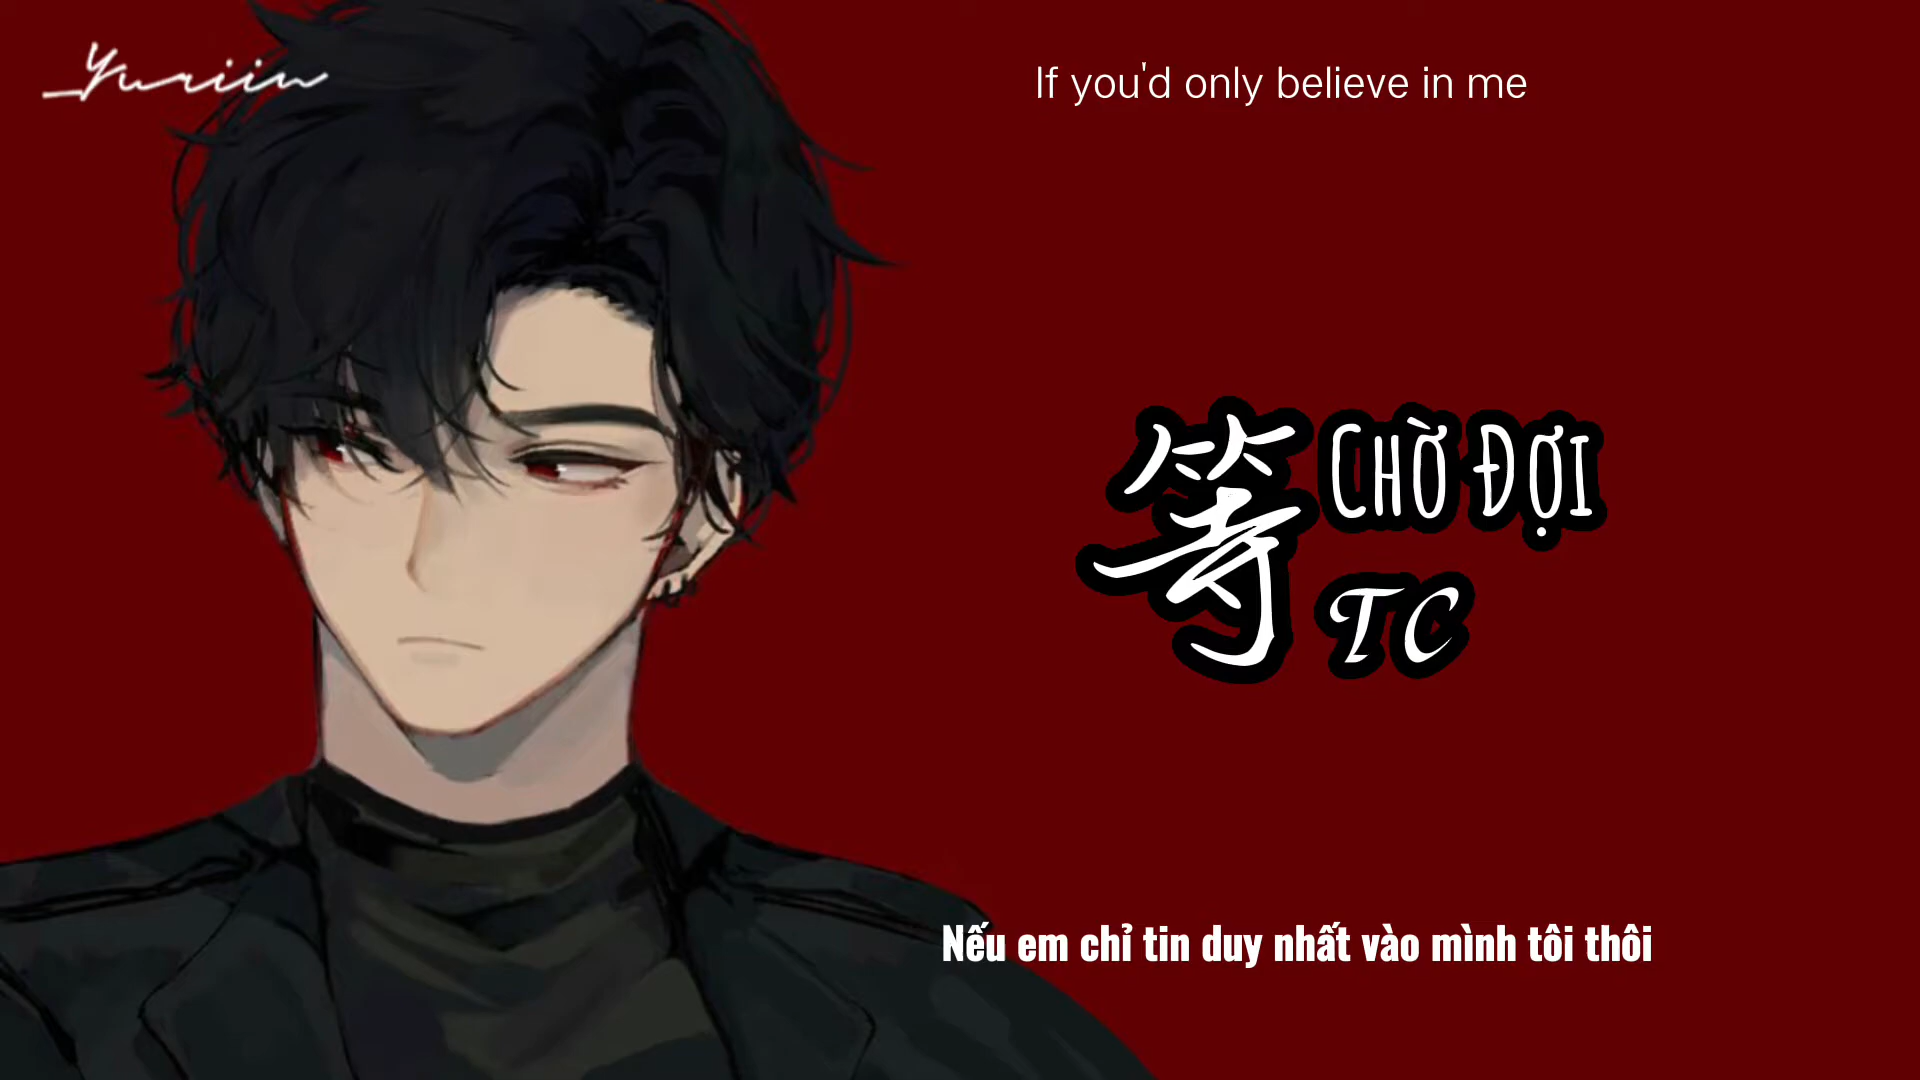 Yuriin
If you'd only believe in me
等
CHỜ ĐỢI
TC
Nếu em chỉ tin duy nhất vào mình tôi thôi